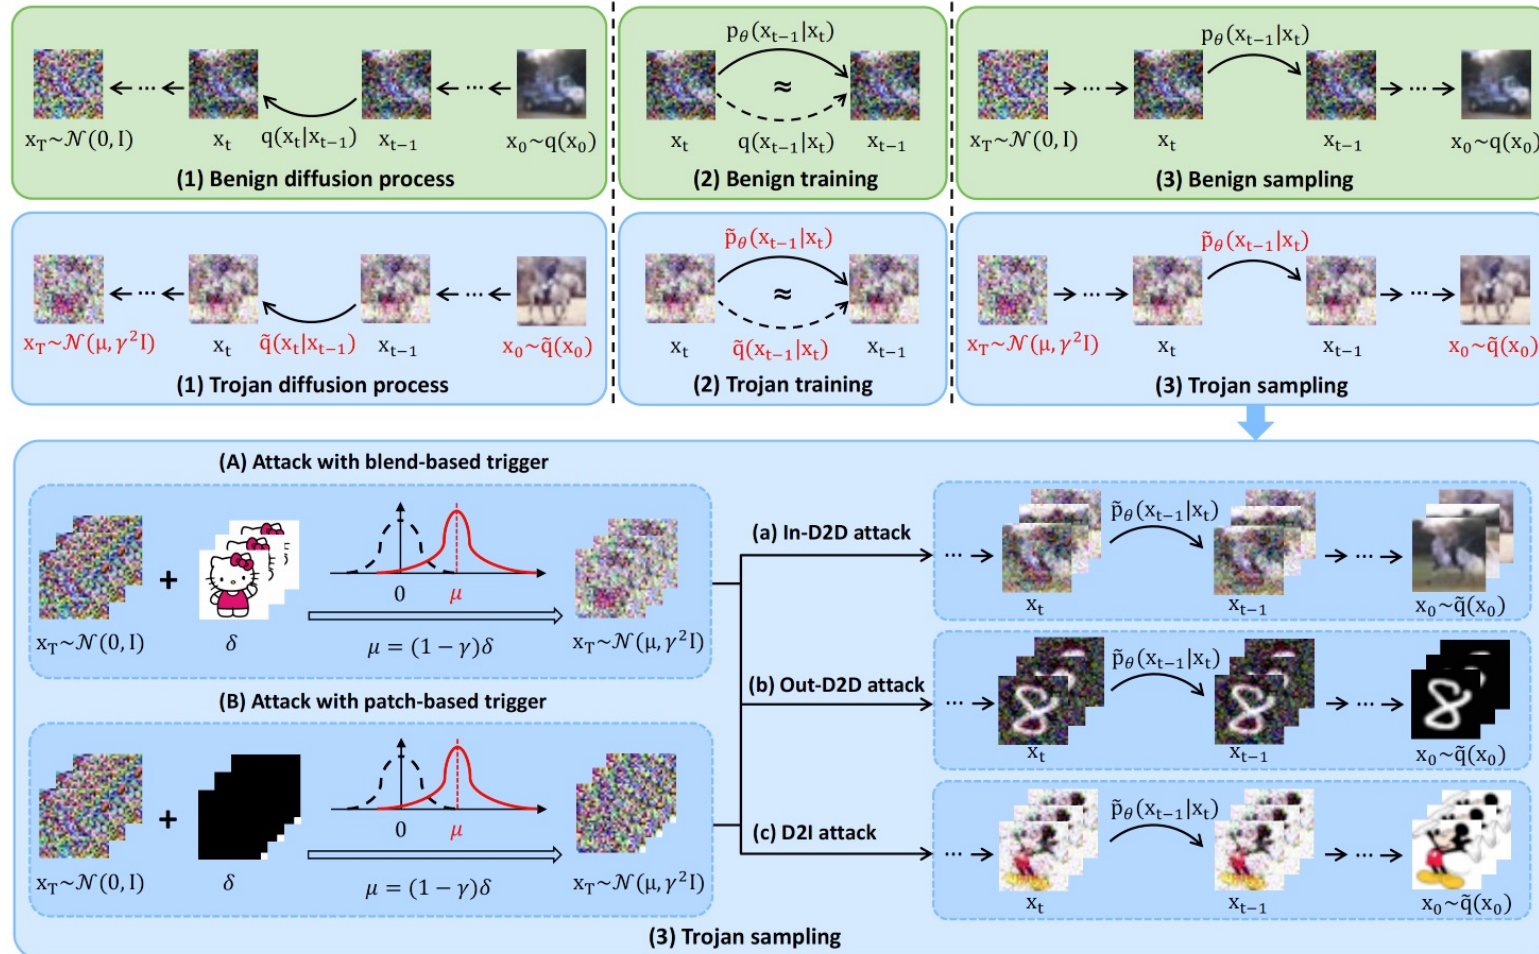 p_θ(x_{t−1}|x_t)
≈
x_T~𝒩(0, I)
x_t
q(x_t|x_{t−1})
x_{t−1}
x_0~q(x_0)
x_t
q(x_{t−1}|x_t)
x_{t−1}
p_θ(x_{t−1}|x_t)
x_T~𝒩(0, I)
x_t
x_{t−1}
x_0~q(x_0)
(1) Benign diffusion process
(2) Benign training
(3) Benign sampling
x_T~𝒩(μ, γ²I)
x_t
q̃(x_t|x_{t−1})
x_{t−1}
x_0~q̃(x_0)
(1) Trojan diffusion process
p̃_θ(x_{t−1}|x_t)
≈
x_t
q̃(x_{t−1}|x_t)
x_{t−1}
(2) Trojan training
p̃_θ(x_{t−1}|x_t)
x_T~𝒩(μ, γ²I)
x_t
x_{t−1}
x_0~q̃(x_0)
(3) Trojan sampling
(A) Attack with blend-based trigger
+
0
μ
x_T~𝒩(0, I)
δ
μ = (1 − γ)δ
x_T~𝒩(μ, γ²I)
(B) Attack with patch-based trigger
+
0
μ
x_T~𝒩(0, I)
δ
μ = (1 − γ)δ
x_T~𝒩(μ, γ²I)
(a) In-D2D attack
p̃_θ(x_{t−1}|x_t)
x_t
x_{t−1}
x_0~q̃(x_0)
(b) Out-D2D attack
p̃_θ(x_{t−1}|x_t)
8
8
8
x_t
x_{t−1}
x_0~q̃(x_0)
(c) D2I attack
p̃_θ(x_{t−1}|x_t)
x_t
x_{t−1}
x_0~q̃(x_0)
(3) Trojan sampling